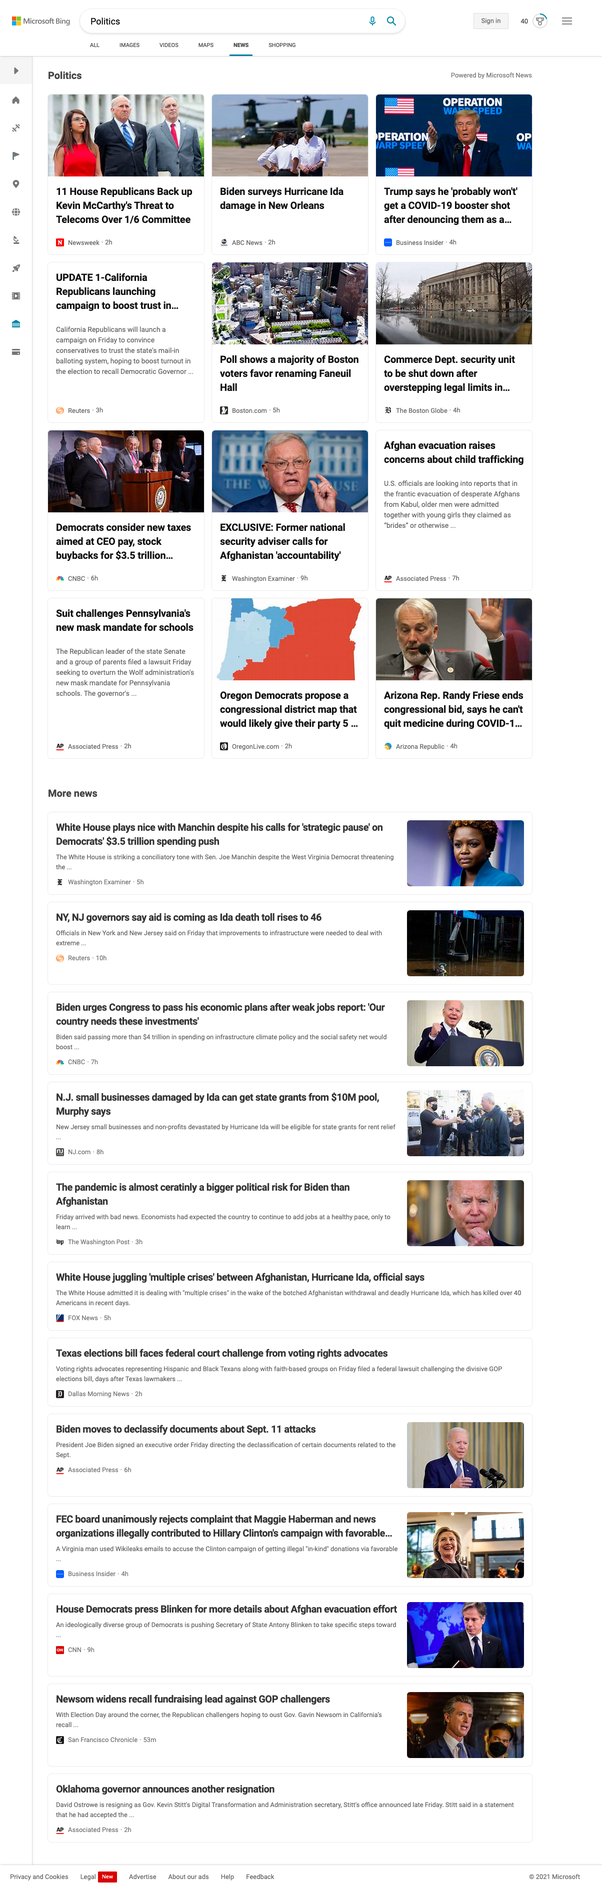 Microsoft Bing
Politics
Sign in
40
ALL
IMAGES
VIDEOS
MAPS
NEWS
SHOPPING
Politics
Powered by Microsoft News
11 House Republicans Back up
Kevin McCarthy's Threat to
Telecoms Over 1/6 Committee
Newsweek · 2h
Biden surveys Hurricane Ida
damage in New Orleans
ABC News · 2h
OPERATION
WARP SPEED
Trump says he 'probably won't'
get a COVID-19 booster shot
after denouncing them as a...
Business Insider · 4h
UPDATE 1-California
Republicans launching
campaign to boost trust in...
California Republicans will launch a
campaign on Friday to convince
conservatives to trust the state's mail-in
balloting system, hoping to boost turnout in
the election to recall Democratic Governor ...
Reuters · 3h
Poll shows a majority of Boston
voters favor renaming Faneuil
Hall
Boston.com · 5h
Commerce Dept. security unit
to be shut down after
overstepping legal limits in...
The Boston Globe · 4h
Democrats consider new taxes
aimed at CEO pay, stock
buybacks for $3.5 trillion...
CNBC · 6h
EXCLUSIVE: Former national
security adviser calls for
Afghanistan 'accountability'
Washington Examiner · 9h
Afghan evacuation raises
concerns about child trafficking
U.S. officials are looking into reports that in
the frantic evacuation of desperate Afghans
from Kabul, older men were admitted
together with young girls they claimed as
"brides" or otherwise ...
AP Associated Press · 7h
Suit challenges Pennsylvania's
new mask mandate for schools
The Republican leader of the state Senate
and a group of parents filed a lawsuit Friday
seeking to overturn the Wolf administration's
new mask mandate for Pennsylvania
schools. The governor's ...
AP Associated Press · 2h
Oregon Democrats propose a
congressional district map that
would likely give their party 5 ...
OregonLive.com · 2h
Arizona Rep. Randy Friese ends
congressional bid, says he can't
quit medicine during COVID-1...
Arizona Republic · 4h
More news
White House plays nice with Manchin despite his calls for 'strategic pause' on
Democrats' $3.5 trillion spending push
The White House is striking a conciliatory tone with Sen. Joe Manchin despite the West Virginia Democrat threatening
the ...
Washington Examiner · 5h
NY, NJ governors say aid is coming as Ida death toll rises to 46
Officials in New York and New Jersey said on Friday that improvements to infrastructure were needed to deal with
extreme ...
Reuters · 10h
Biden urges Congress to pass his economic plans after weak jobs report: 'Our
country needs these investments'
Biden said passing more than $4 trillion in spending on infrastructure climate policy and the social safety net would
boost ...
CNBC · 7h
N.J. small businesses damaged by Ida can get state grants from $10M pool,
Murphy says
New Jersey small businesses and non-profits devastated by Hurricane Ida will be eligible for state grants for rent relief
...
NJ.com · 8h
The pandemic is almost ceratinly a bigger political risk for Biden than
Afghanistan
Friday arrived with bad news. Economists had expected the country to continue to add jobs at a healthy pace, only to
learn ...
wp The Washington Post · 3h
White House juggling 'multiple crises' between Afghanistan, Hurricane Ida, official says
The White House admitted it is dealing with "multiple crises" in the wake of the botched Afghanistan withdrawal and deadly Hurricane Ida, which has killed over 40
Americans in recent days.
FOX News · 5h
Texas elections bill faces federal court challenge from voting rights advocates
Voting rights advocates representing Hispanic and Black Texans along with faith-based groups on Friday filed a federal lawsuit challenging the divisive GOP
elections bill, days after Texas lawmakers ...
Dallas Morning News · 2h
Biden moves to declassify documents about Sept. 11 attacks
President Joe Biden signed an executive order Friday directing the declassification of certain documents related to the
Sept.
AP Associated Press · 6h
FEC board unanimously rejects complaint that Maggie Haberman and news
organizations illegally contributed to Hillary Clinton's campaign with favorable...
A Virginia man used Wikileaks emails to accuse the Clinton campaign of getting illegal "in-kind" donations via favorable
...
Business Insider · 4h
House Democrats press Blinken for more details about Afghan evacuation effort
An ideologically diverse group of Democrats is pushing Secretary of State Antony Blinken to take specific steps toward
...
CNN · 9h
Newsom widens recall fundraising lead against GOP challengers
With Election Day around the corner, the Republican challengers hoping to oust Gov. Gavin Newsom in California's
recall ...
San Francisco Chronicle · 53m
Oklahoma governor announces another resignation
David Ostrowe is resigning as Gov. Kevin Stitt's Digital Transformation and Administration secretary, Stitt's office announced late Friday. Stitt said in a statement
that he had accepted the ...
AP Associated Press · 2h
Privacy and Cookies
Legal
New
Advertise
About our ads
Help
Feedback
© 2021 Microsoft